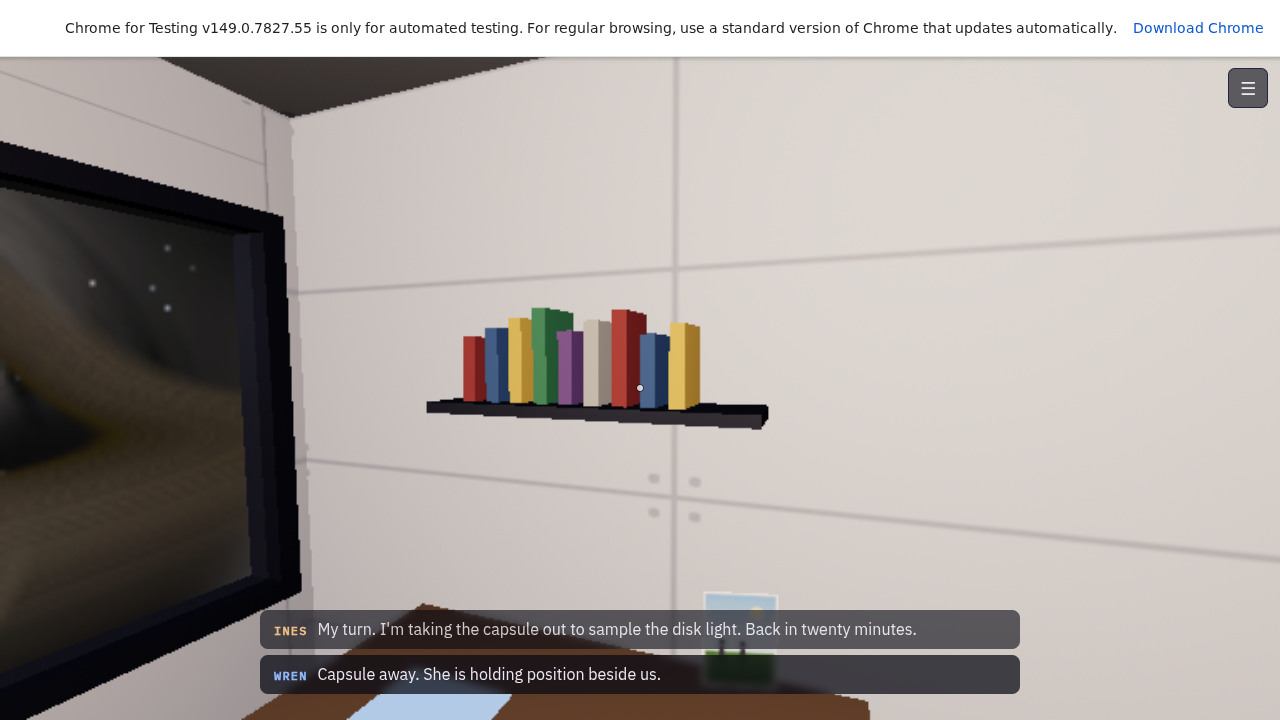 Chrome for Testing v149.0.7827.55 is only for automated testing. For regular browsing, use a standard version of Chrome that updates automatically. Download Chrome
INES My turn. I'm taking the capsule out to sample the disk light. Back in twenty minutes.
WREN Capsule away. She is holding position beside us.